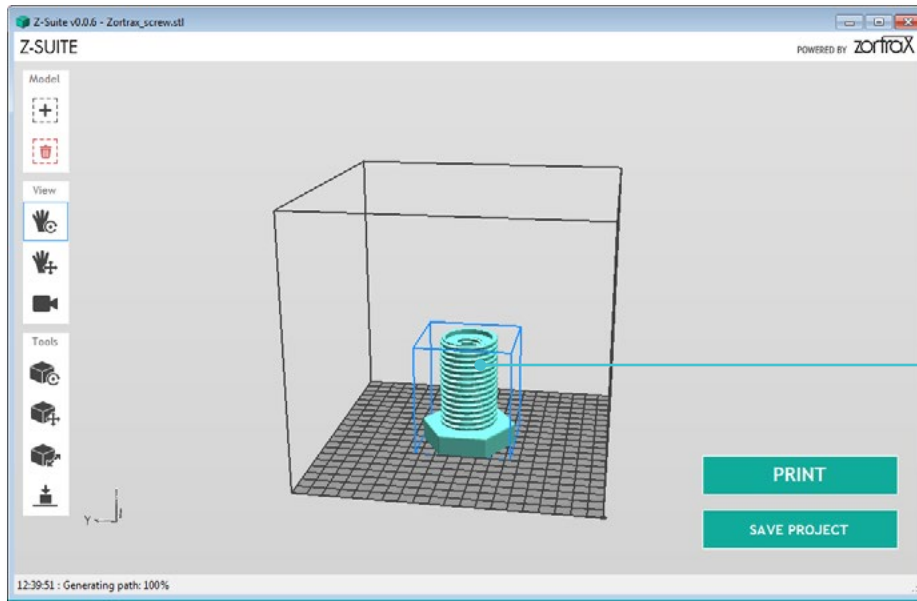 Z-Suite v0.0.6 - Zortrax_screw.stl
Z-SUITE
POWERED BY zortrax
Model
View
Tools
PRINT
SAVE PROJECT
Y
12:39:51 : Generating path: 100%